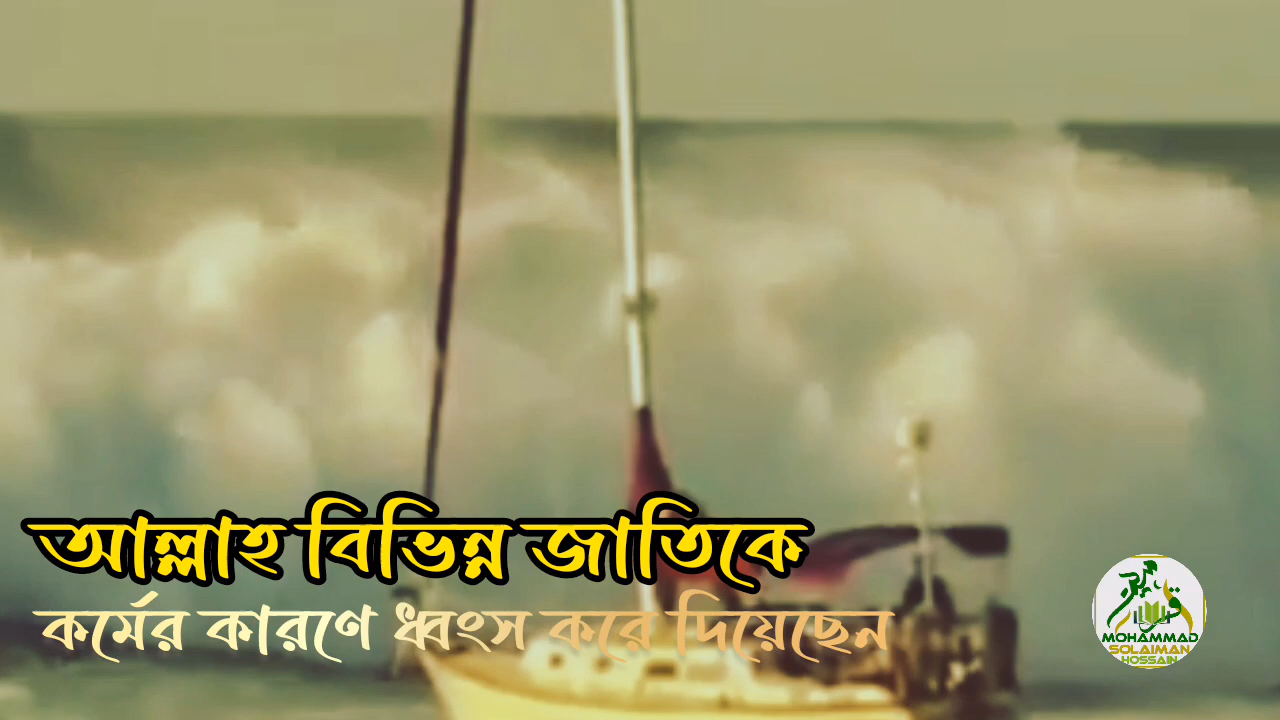 আল্লাহ বিভিন্ন জাতিকে
কর্মের কারণে ধ্বংস করে দিয়েছেন
MOHAMMAD
SOLAIMAN
HOSSAIN